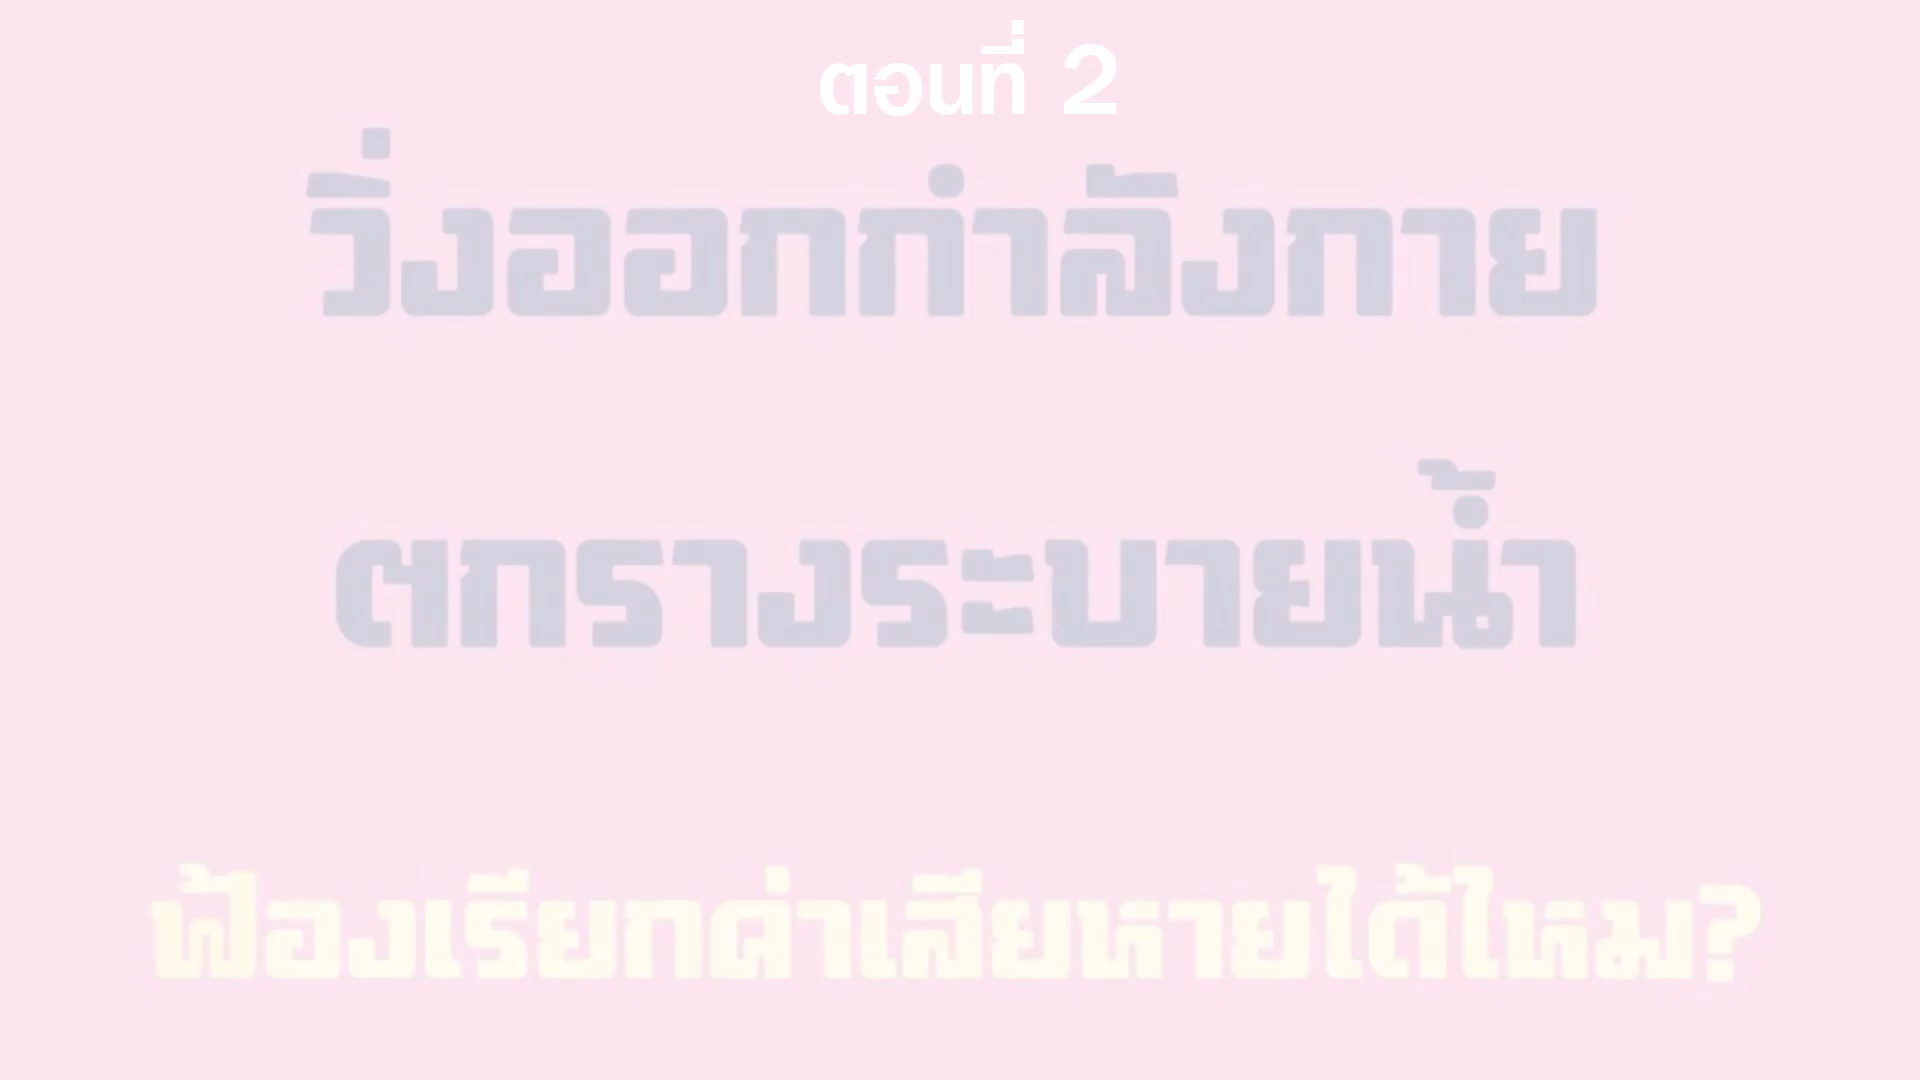 ตอนที่ 2
วิ่งออกกำลังกาย
ตกรางระบายน้ำ
ฟ้องเรียกค่าเสียหายได้ไหม?